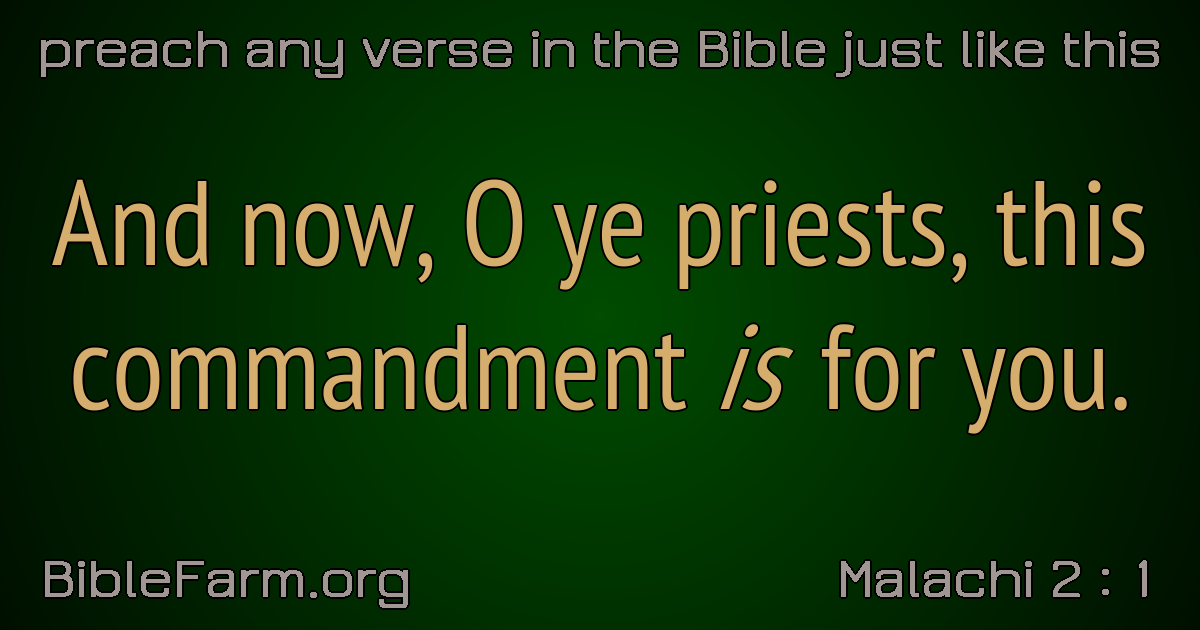 preach any verse in the Bible just like this
And now, O ye priests, this
commandment is for you.
BibleFarm.org
Malachi 2 : 1